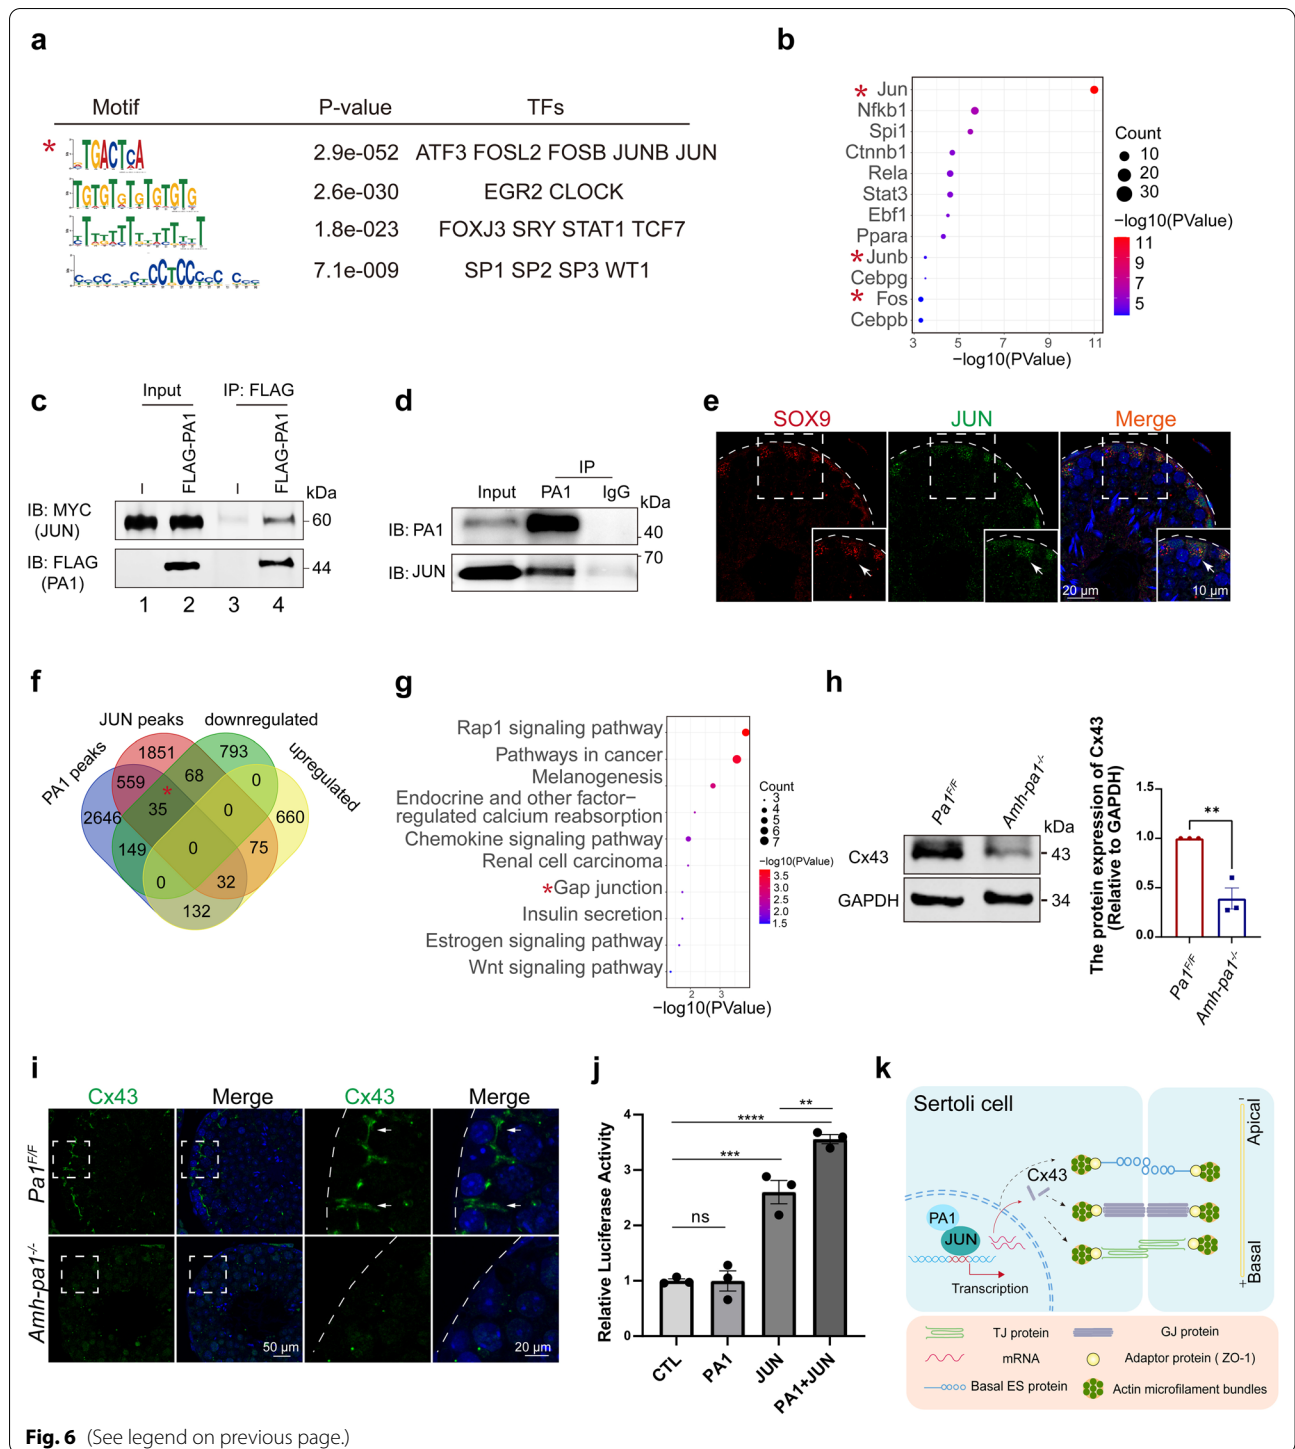 a
Motif P-value TFs
* TGACTCA 2.9e-052 ATF3 FOSL2 FOSB JUNB JUN
TGTGTGTGTGTGTG 2.6e-030 EGR2 CLOCK
1.8e-023 FOXJ3 SRY STAT1 TCF7
7.1e-009 SP1 SP2 SP3 WT1
b
* Jun
Nfkb1
Spi1
Ctnnb1
Rela
Stat3
Ebf1
Ppara
* Junb
Cebpg
* Fos
Cebpb
3 5 7 9 11
−log10(PValue)
Count
10
20
30
−log10(PValue)
11
9
7
5
c
Input IP: FLAG
– FLAG-PA1 – FLAG-PA1
kDa
IB: MYC
(JUN)
60
IB: FLAG
(PA1)
44
1 2 3 4
d
IP
Input PA1 IgG
kDa
IB: PA1
40
70
IB: JUN
e
SOX9 JUN Merge
20 µm 10 µm
f
JUN peaks downregulated
PA1 peaks upregulated
1851 793
559 68 0
2646 35 * 0 660
149 0 75
0 32
132
g
Rap1 signaling pathway
Pathways in cancer
Melanogenesis
Endocrine and other factor−
regulated calcium reabsorption
Chemokine signaling pathway
Renal cell carcinoma
*Gap junction
Insulin secretion
Estrogen signaling pathway
Wnt signaling pathway
2 3
−log10(PValue)
Count
3
4
5
6
7
−log10(PValue)
3.5
3.0
2.5
2.0
1.5
h
Pa1F/F Amh-pa1-/-
kDa
Cx43 43
GAPDH 34
The protein expression of Cx43
(Relative to GAPDH)
1.5
1.0
0.5
0.0
**
Pa1F/F Amh-pa1-/-
i
Cx43 Merge Cx43 Merge
Pa1F/F
Amh-pa1-/-
50 µm 20 µm
j
Relative Luciferase Activity
4
3
2
1
0
**
****
***
ns
CTL PA1 JUN PA1+JUN
k
Sertoli cell
Apical
Basal
-
+
Cx43
PA1
JUN
Transcription
TJ protein GJ protein
mRNA Adaptor protein ( ZO-1)
Basal ES protein Actin microfilament bundles
Fig. 6 (See legend on previous page.)